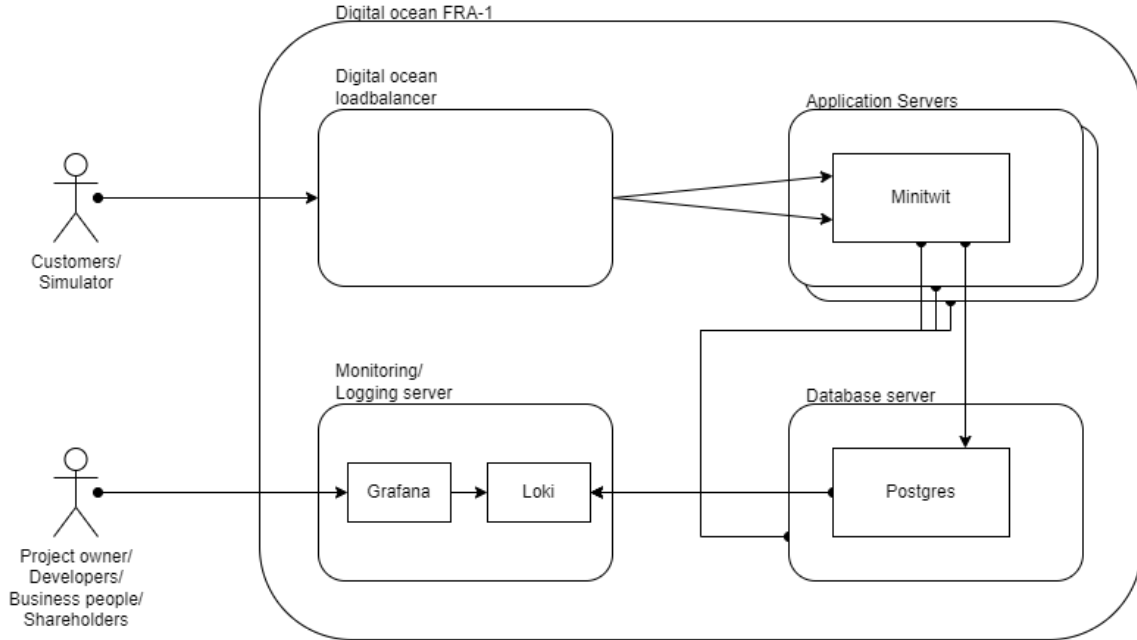 Digital ocean FRA-1
Digital ocean
loadbalancer
Application Servers
Minitwit
Customers/
Simulator
Monitoring/
Logging server
Database server
Grafana
Loki
Postgres
Project owner/
Developers/
Business people/
Shareholders